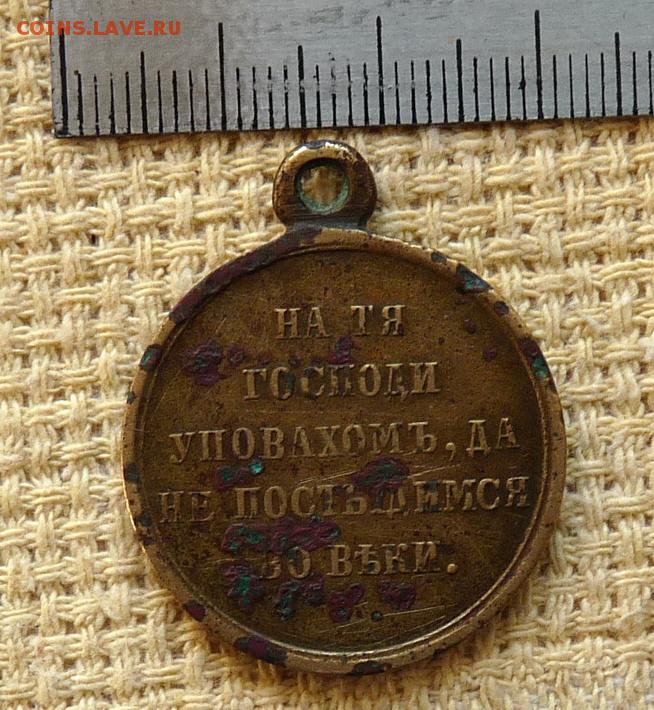 COINS.LAVE.RU
НА ТЯ
ГОСПОДИ
УПОВАХОМЪ, ДА
НЕ ПОСТЫДИМСЯ
ВО ВѢКИ.